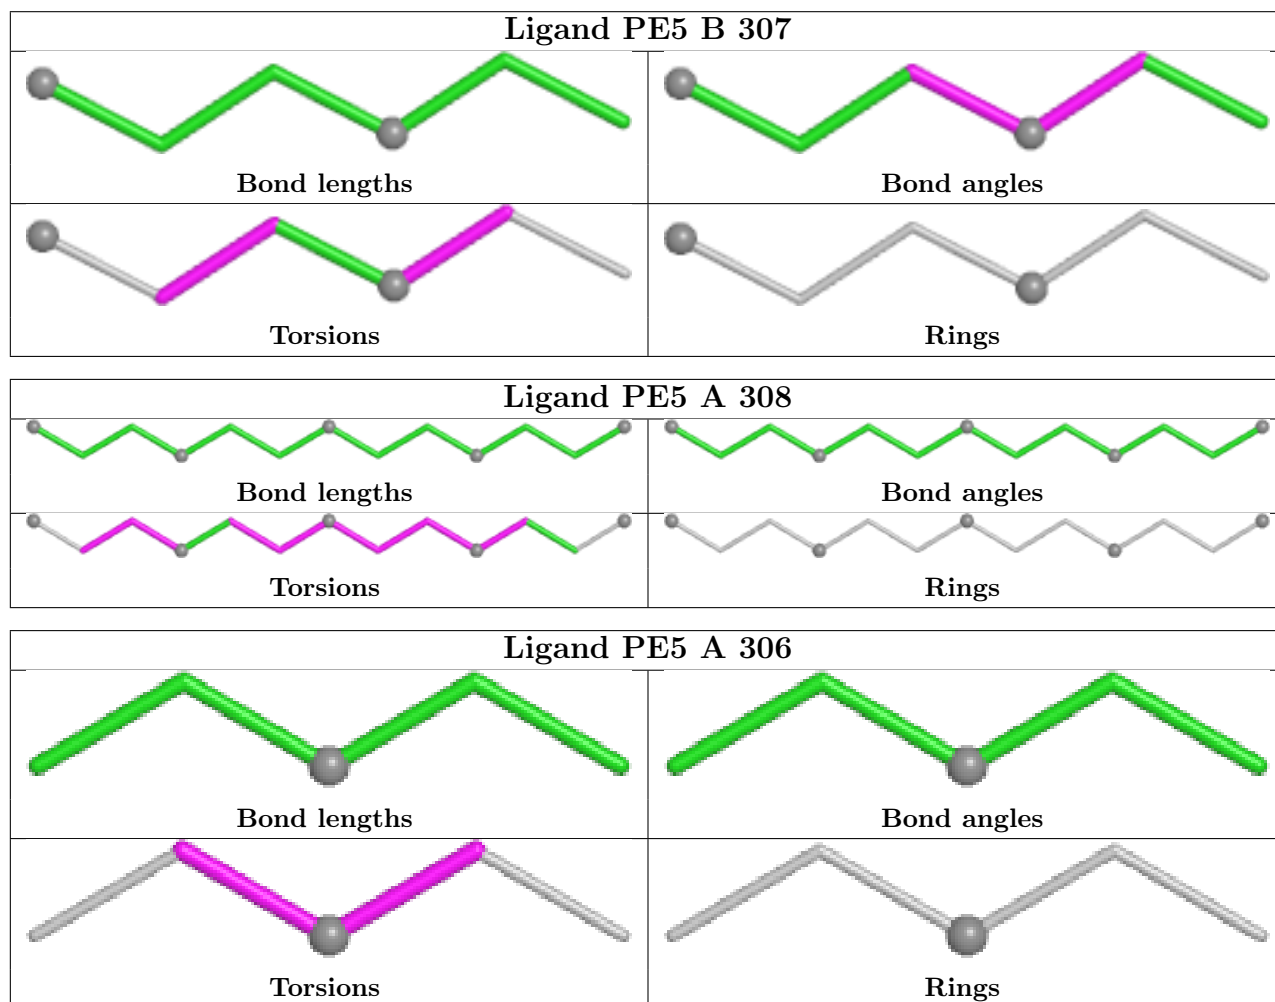 Ligand PE5 B 307
Bond lengths
Bond angles
Torsions
Rings
Ligand PE5 A 308
Bond lengths
Bond angles
Torsions
Rings
Ligand PE5 A 306
Bond lengths
Bond angles
Torsions
Rings